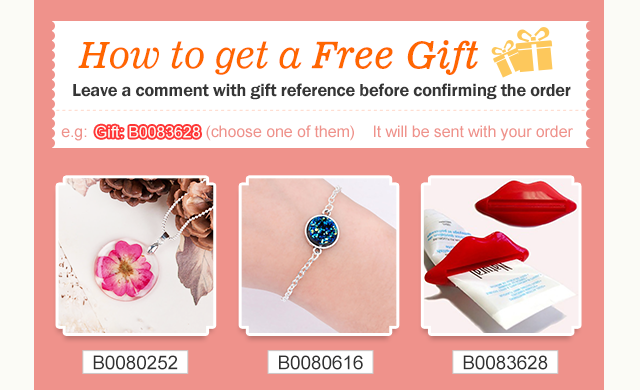 How to get a Free Gift
Leave a comment with gift reference before confirming the order
e.g: Gift: B0083628 (choose one of them) It will be sent with your order
Natural
B0080252 B0080616 B0083628